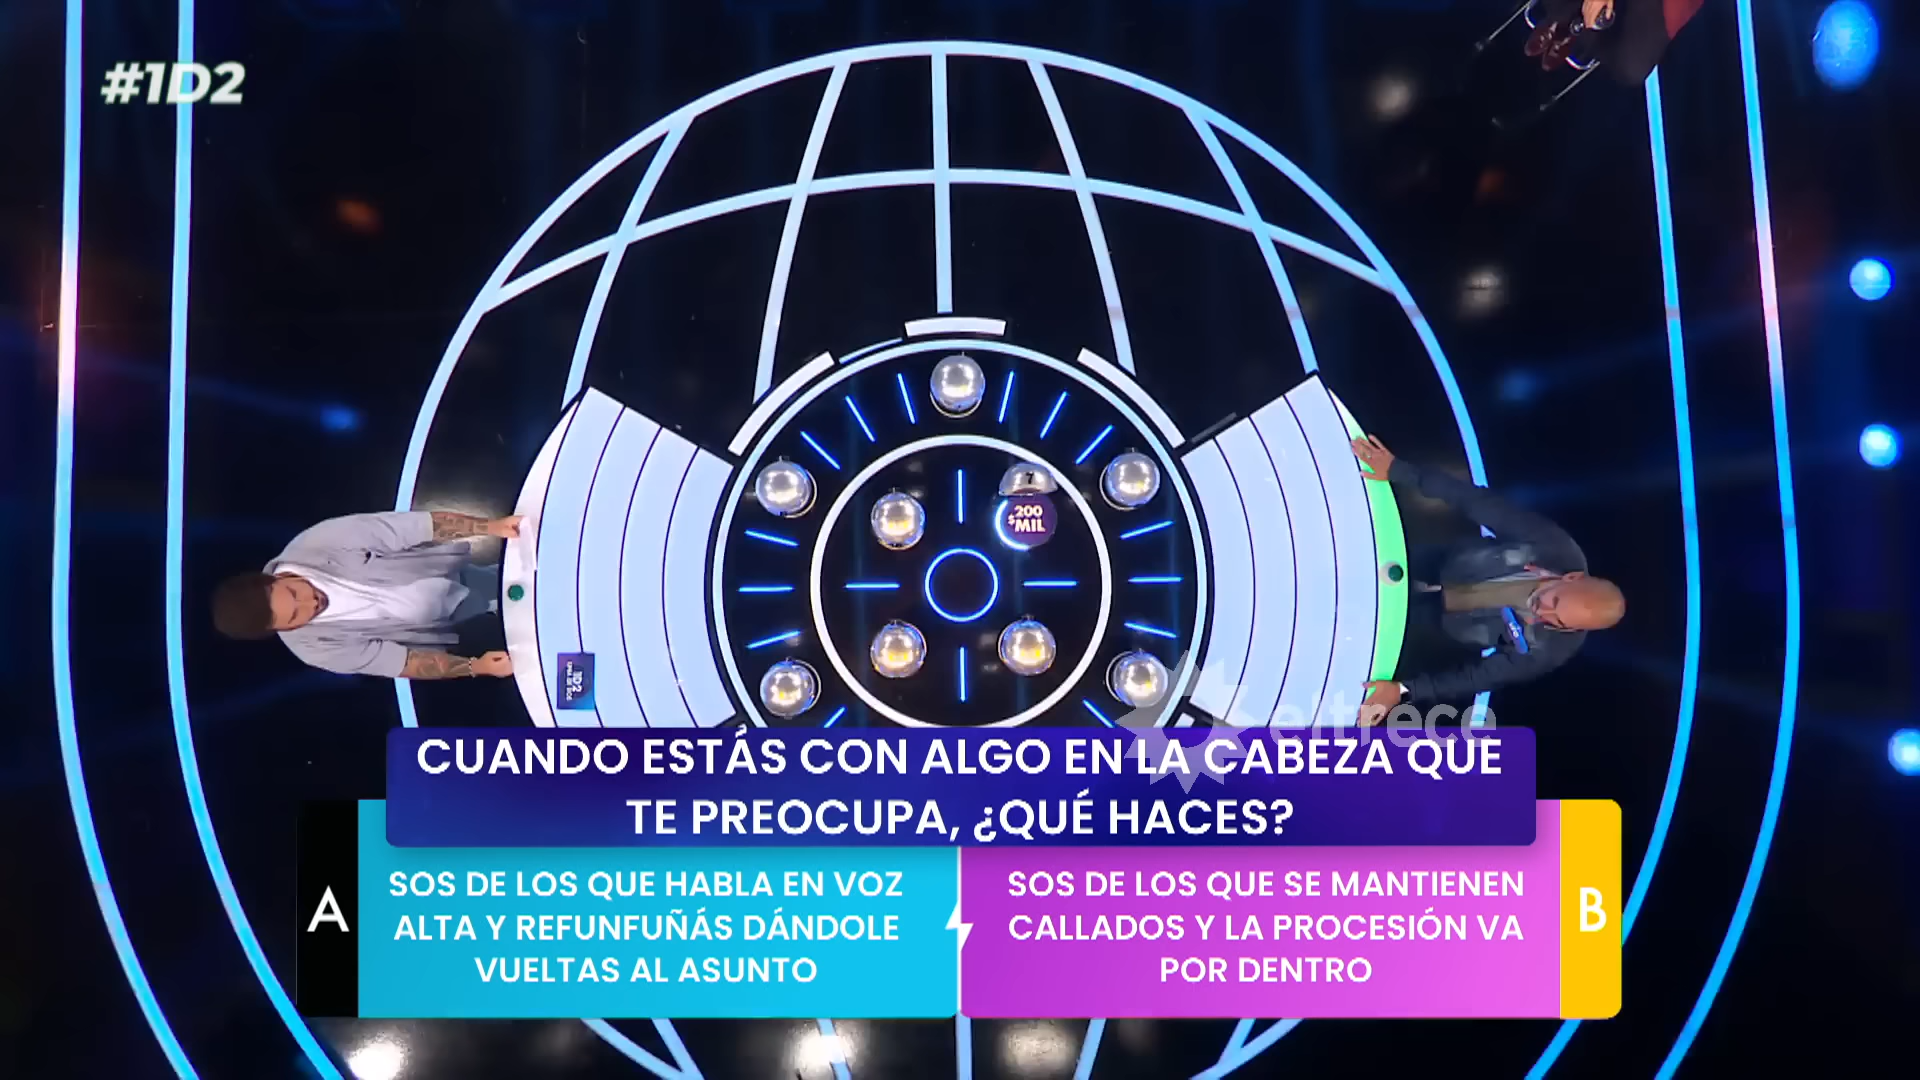 #1D2
7
$200
MIL
1D2
eltrece
CUANDO ESTÁS CON ALGO EN LA CABEZA QUE
TE PREOCUPA, ¿QUÉ HACES?
A
SOS DE LOS QUE HABLA EN VOZ
ALTA Y REFUNFUÑÁS DÁNDOLE
VUELTAS AL ASUNTO
SOS DE LOS QUE SE MANTIENEN
CALLADOS Y LA PROCESIÓN VA
POR DENTRO
B